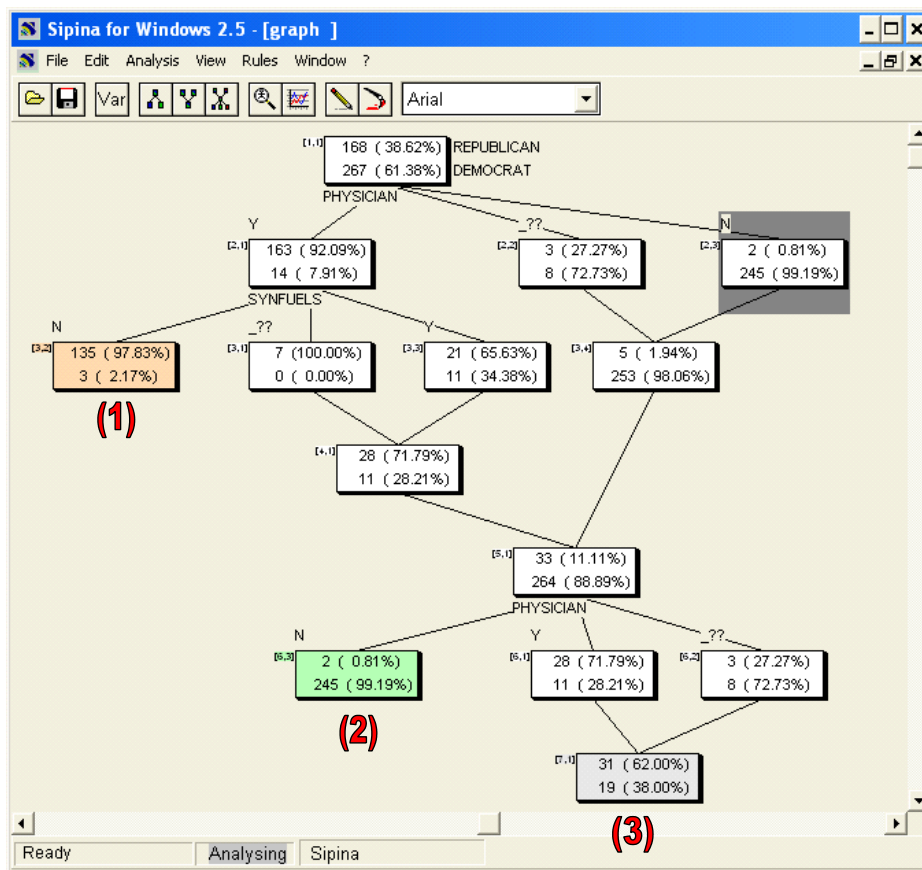 Sipina for Windows 2.5 - [graph ]
File Edit Analysis View Rules Window ?
Var Arial
[1,1] 168 ( 38.62%) REPUBLICAN
267 ( 61.38%) DEMOCRAT
PHYSICIAN
Y _?? N
[2,1] 163 ( 92.09%) [2,2] 3 ( 27.27%) [2,3] 2 ( 0.81%)
14 ( 7.91%) 8 ( 72.73%) 245 ( 99.19%)
SYNFUELS
N _?? Y
[3,2] 135 ( 97.83%) [3,1] 7 (100.00%) [3,3] 21 ( 65.63%) [3,4] 5 ( 1.94%)
3 ( 2.17%) 0 ( 0.00%) 11 ( 34.38%) 253 ( 98.06%)
(1)
[4,1] 28 ( 71.79%)
11 ( 28.21%)
[5,1] 33 ( 11.11%)
264 ( 88.89%)
PHYSICIAN
N Y _??
[6,3] 2 ( 0.81%) [6,1] 28 ( 71.79%) [6,2] 3 ( 27.27%)
245 ( 99.19%) 11 ( 28.21%) 8 ( 72.73%)
(2)
[7,1] 31 ( 62.00%)
19 ( 38.00%)
(3)
Ready Analysing Sipina